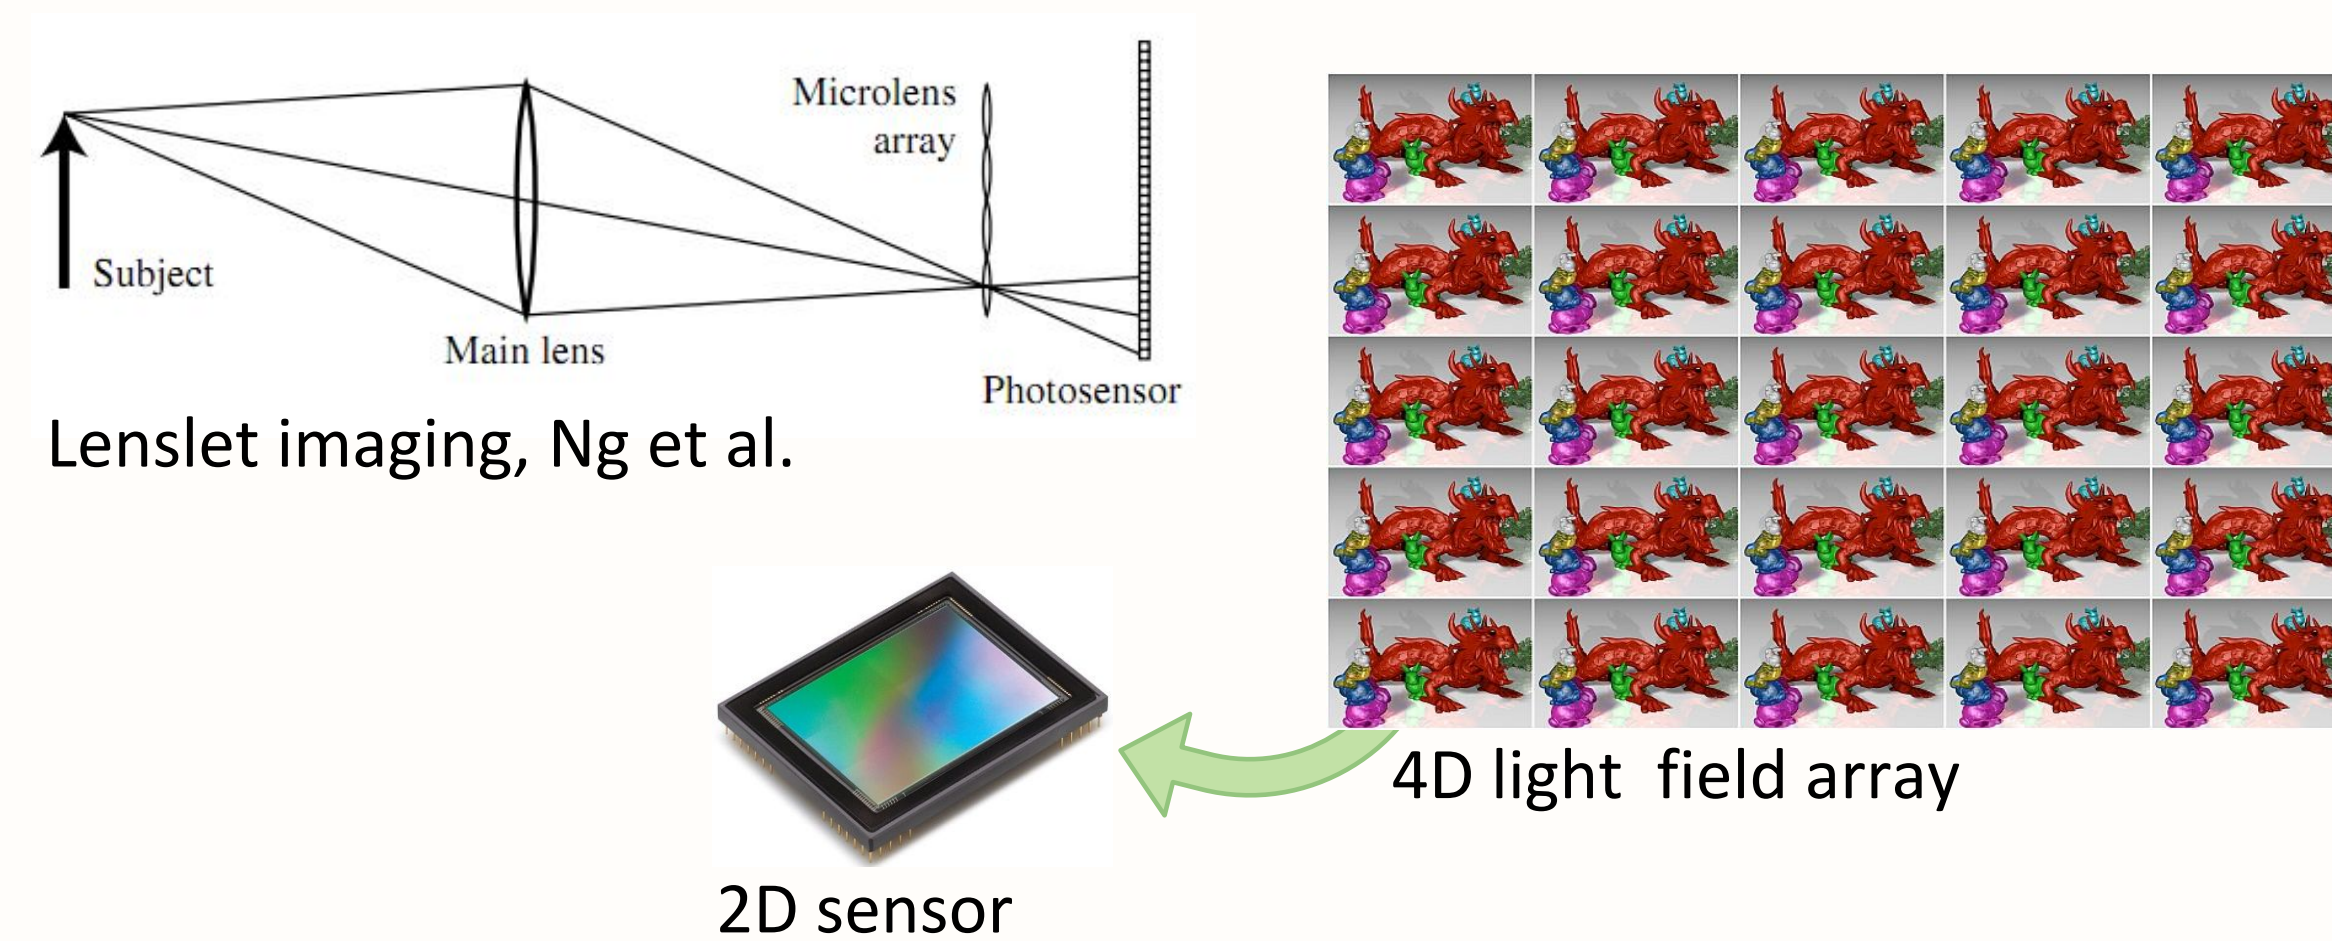 Microlens
array
Subject
Main lens
Photosensor
Lenslet imaging, Ng et al.
4D light  field array
2D sensor